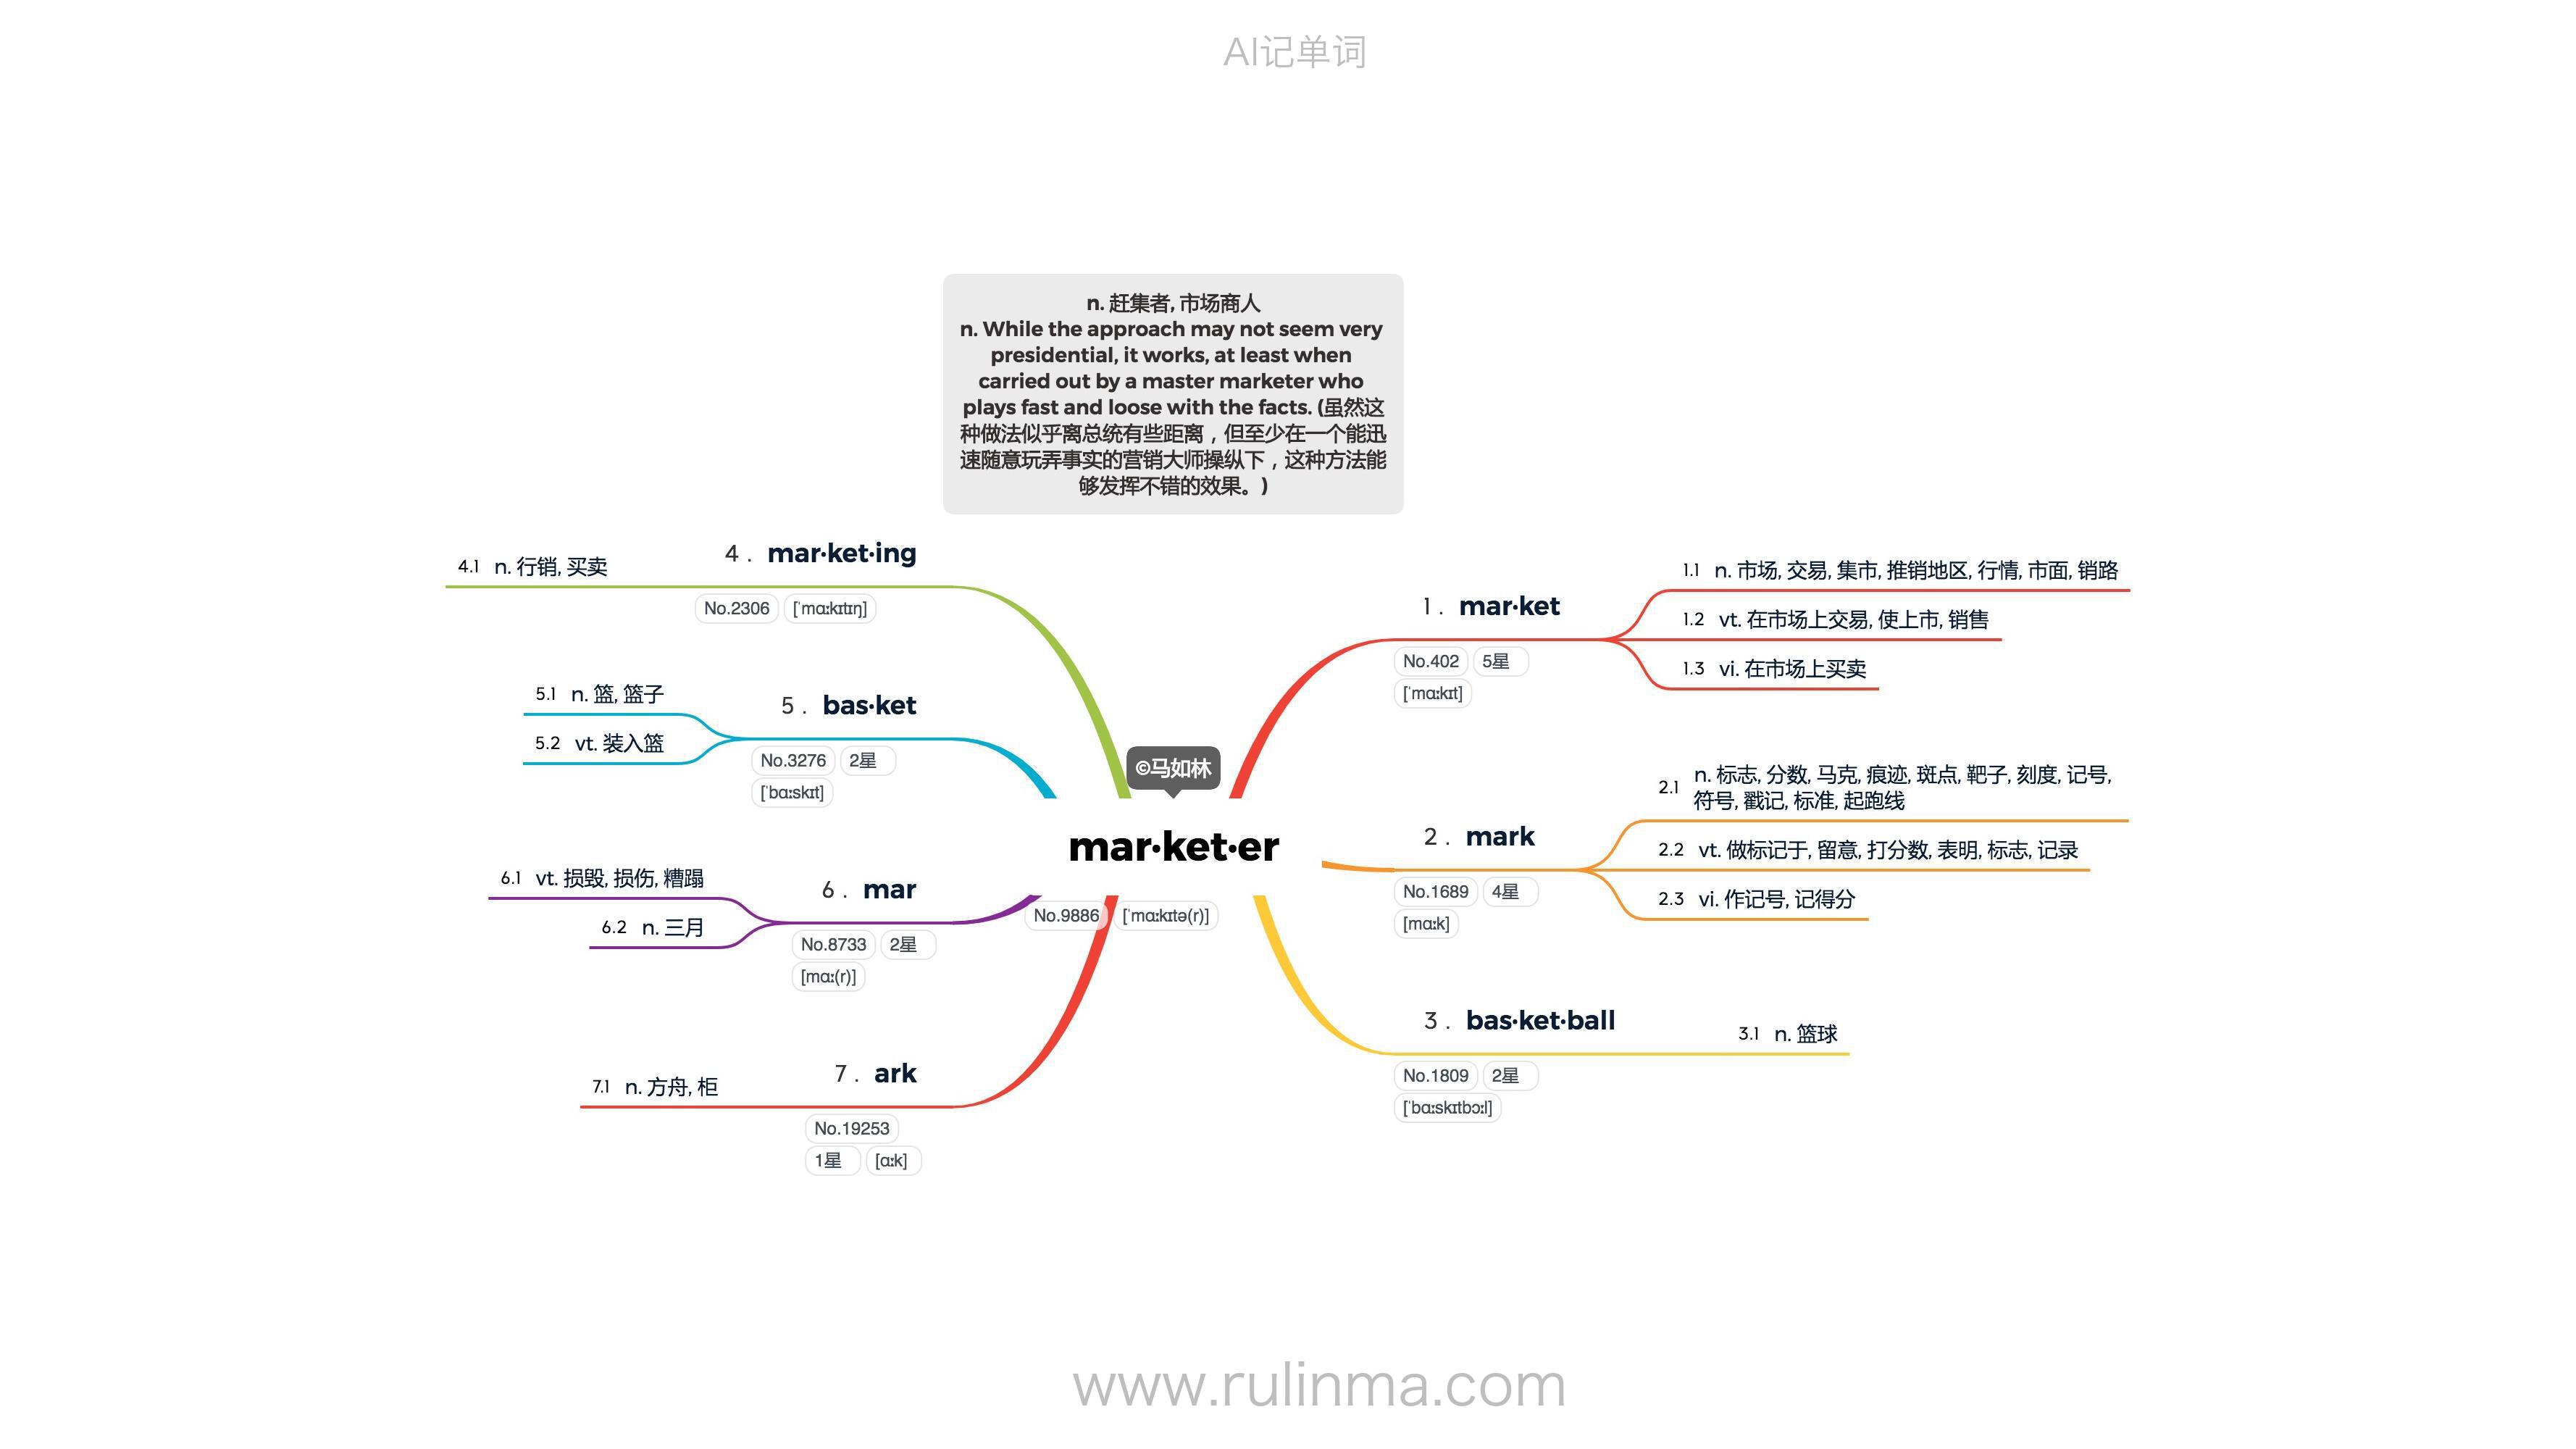 AI记单词
n. 赶集者, 市场商人
n. While the approach may not seem very
presidential, it works, at least when
carried out by a master marketer who
plays fast and loose with the facts. (虽然这
种做法似乎离总统有些距离，但至少在一个能迅
速随意玩弄事实的营销大师操纵下，这种方法能
够发挥不错的效果。)
©马如林
mar·ket·er
No.9886 [ˈmɑːkɪtə(r)]
1. mar·ket
No.402 5星
[ˈmɑːkɪt]
1.1 n. 市场, 交易, 集市, 推销地区, 行情, 市面, 销路
1.2 vt. 在市场上交易, 使上市, 销售
1.3 vi. 在市场上买卖
2. mark
No.1689 4星
[mɑːk]
2.1 n. 标志, 分数, 马克, 痕迹, 斑点, 靶子, 刻度, 记号,
符号, 戳记, 标准, 起跑线
2.2 vt. 做标记于, 留意, 打分数, 表明, 标志, 记录
2.3 vi. 作记号, 记得分
3. bas·ket·ball
No.1809 2星
[ˈbɑːskɪtbɔːl]
3.1 n. 篮球
4. mar·ket·ing
No.2306 [ˈmɑːkɪtɪŋ]
4.1 n. 行销, 买卖
5. bas·ket
No.3276 2星
[ˈbɑːskɪt]
5.1 n. 篮, 篮子
5.2 vt. 装入篮
6. mar
No.8733 2星
[mɑː(r)]
6.1 vt. 损毁, 损伤, 糟蹋
6.2 n. 三月
7. ark
No.19253
1星 [ɑːk]
7.1 n. 方舟, 柜
www.rulinma.com